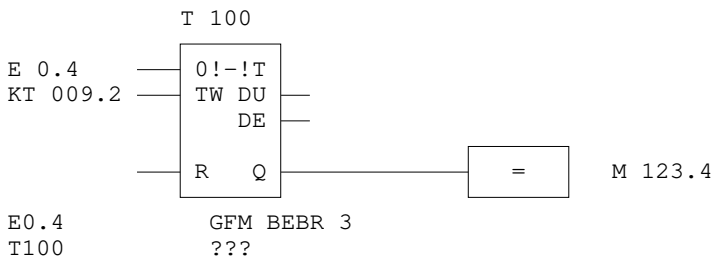 T 100
E 0.4 0!-!T
KT 009.2 TW DU
DE
R Q = M 123.4
E0.4 GFM BEBR 3
T100 ???